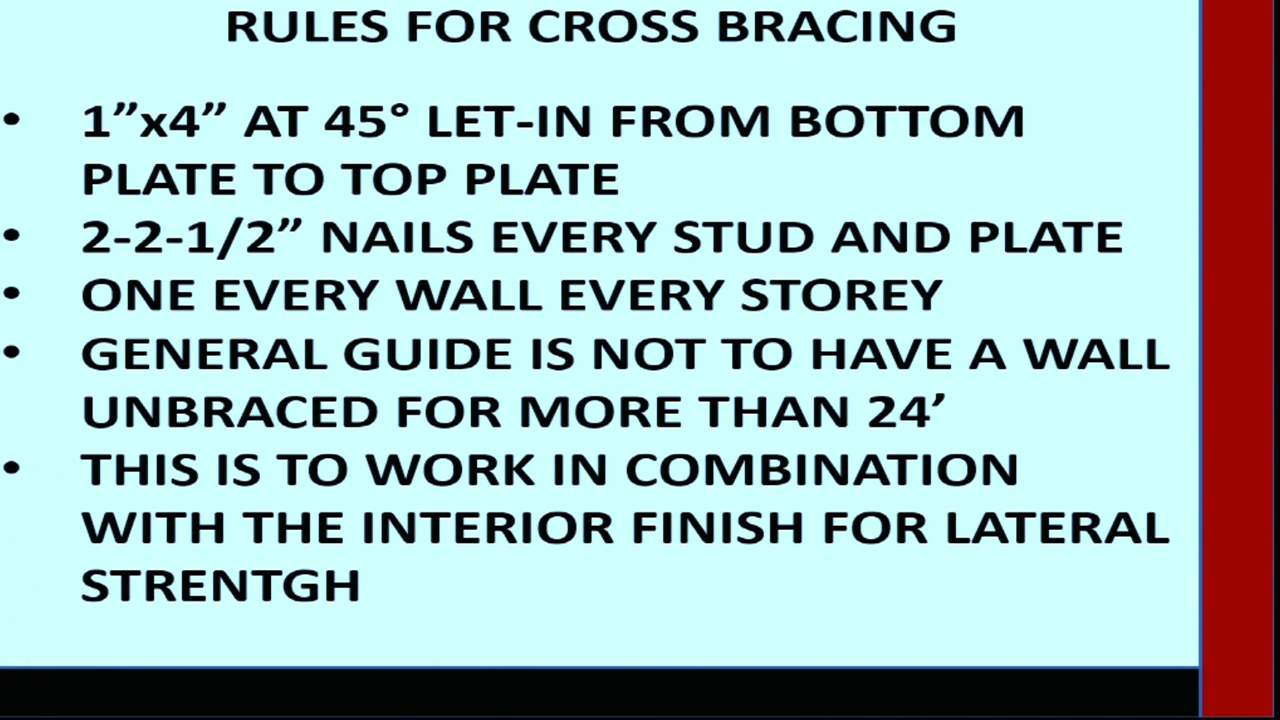 RULES FOR CROSS BRACING
• 1”x4” AT 45° LET-IN FROM BOTTOM
PLATE TO TOP PLATE
• 2-2-1/2” NAILS EVERY STUD AND PLATE
• ONE EVERY WALL EVERY STOREY
• GENERAL GUIDE IS NOT TO HAVE A WALL
UNBRACED FOR MORE THAN 24’
• THIS IS TO WORK IN COMBINATION
WITH THE INTERIOR FINISH FOR LATERAL
STRENTGH